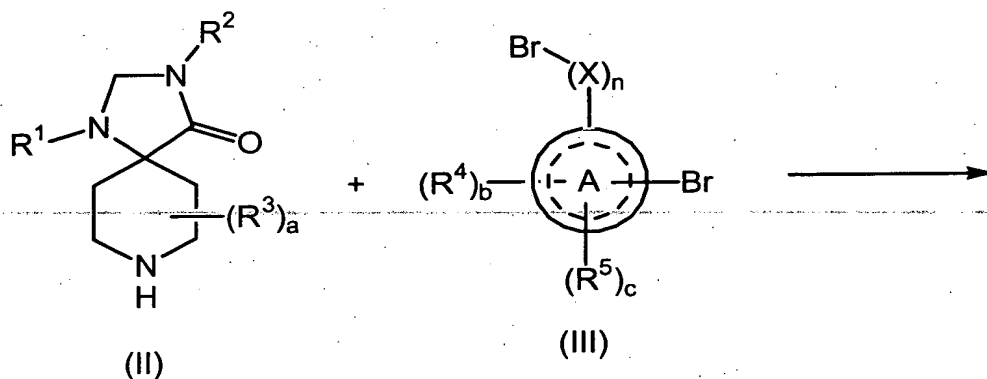 R² Br
N (X)ₙ
R¹ N O
(R³)ₐ + (R⁴)b A Br
N
H (R⁵)c
(II) (III)